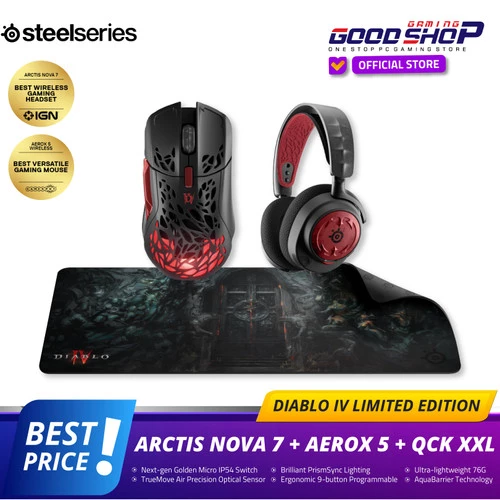 steelseries
GAMING
GOODSHOP
ONE STOP PC GAMING STORE
OFFICIAL STORE
ARCTIS NOVA 7
BEST WIRELESS
GAMING
HEADSET
IGN
AEROX 5
WIRELESS
BEST VERSATILE
GAMING MOUSE
IV
DIABLO
IV
DIABLO IV LIMITED EDITION
BEST
PRICE!
ARCTIS NOVA 7 + AEROX 5 + QCK XXL
Next-gen Golden Micro IP54 Switch
TrueMove Air Precision Optical Sensor
Brilliant PrismSync Lighting
Ergonomic 9-button Programmable
Ultra-lightweight 76G
AquaBarrier Technology